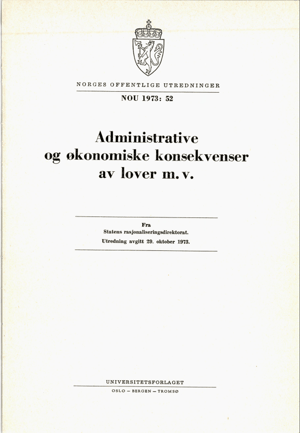 NORGES OFFENTLIGE UTREDNINGER
NOU 1973: 52
Administrative
og økonomiske konsekvenser
av lover m. v.
Fra
Statens rasjonaliseringsdirektorat.
Utredning avgitt 29. oktober 1973.
UNIVERSITETSFORLAGET
OSLO – BERGEN – TROMSØ